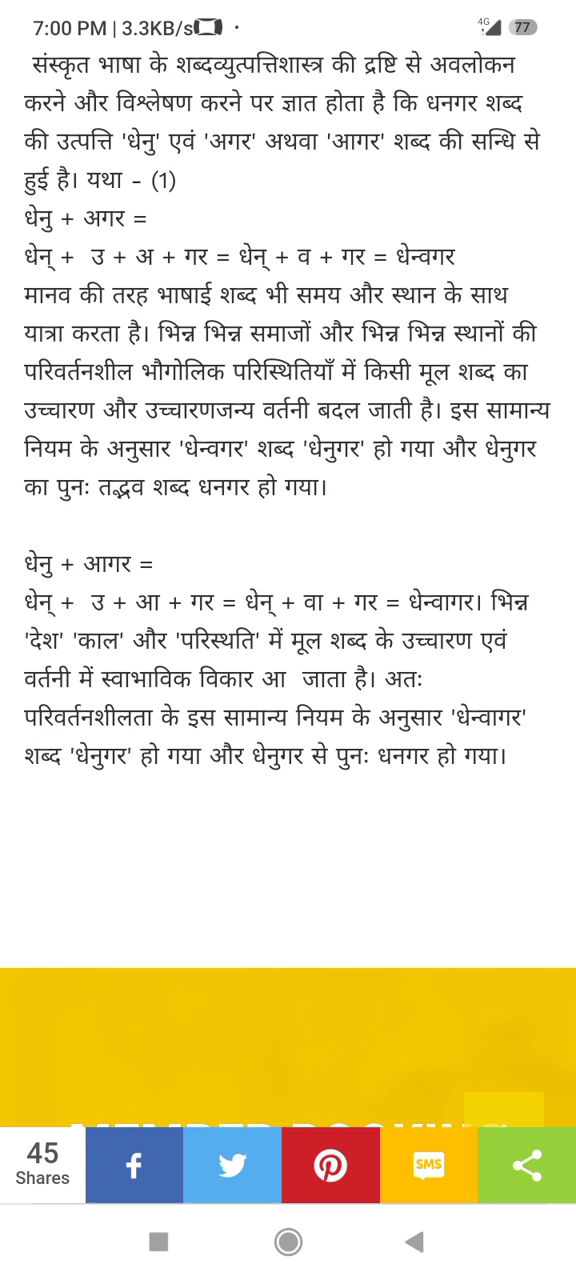 7:00 PM | 3.3KB/s
4G
77
संस्कृत भाषा के शब्दव्युत्पत्तिशास्त्र की द्रष्टि से अवलोकन
करने और विश्लेषण करने पर ज्ञात होता है कि धनगर शब्द
की उत्पत्ति 'धेनु' एवं 'अगर' अथवा 'आगर' शब्द की सन्धि से
हुई है। यथा - (1)
धेनु + अगर =
धेन् + उ + अ + गर = धेन् + व + गर = धेन्वगर
मानव की तरह भाषाई शब्द भी समय और स्थान के साथ
यात्रा करता है। भिन्न भिन्न समाजों और भिन्न भिन्न स्थानों की
परिवर्तनशील भौगोलिक परिस्थितियाँ में किसी मूल शब्द का
उच्चारण और उच्चारणजन्य वर्तनी बदल जाती है। इस सामान्य
नियम के अनुसार 'धेन्वगर' शब्द 'धेनुगर' हो गया और धेनुगर
का पुनः तद्भव शब्द धनगर हो गया।
धेनु + आगर =
धेन् + उ + आ + गर = धेन् + वा + गर = धेन्वागर। भिन्न
'देश' 'काल' और 'परिस्थति' में मूल शब्द के उच्चारण एवं
वर्तनी में स्वाभाविक विकार आ जाता है। अतः
परिवर्तनशीलता के इस सामान्य नियम के अनुसार 'धेन्वागर'
शब्द 'धेनुगर' हो गया और धेनुगर से पुनः धनगर हो गया।
45
Shares
SMS